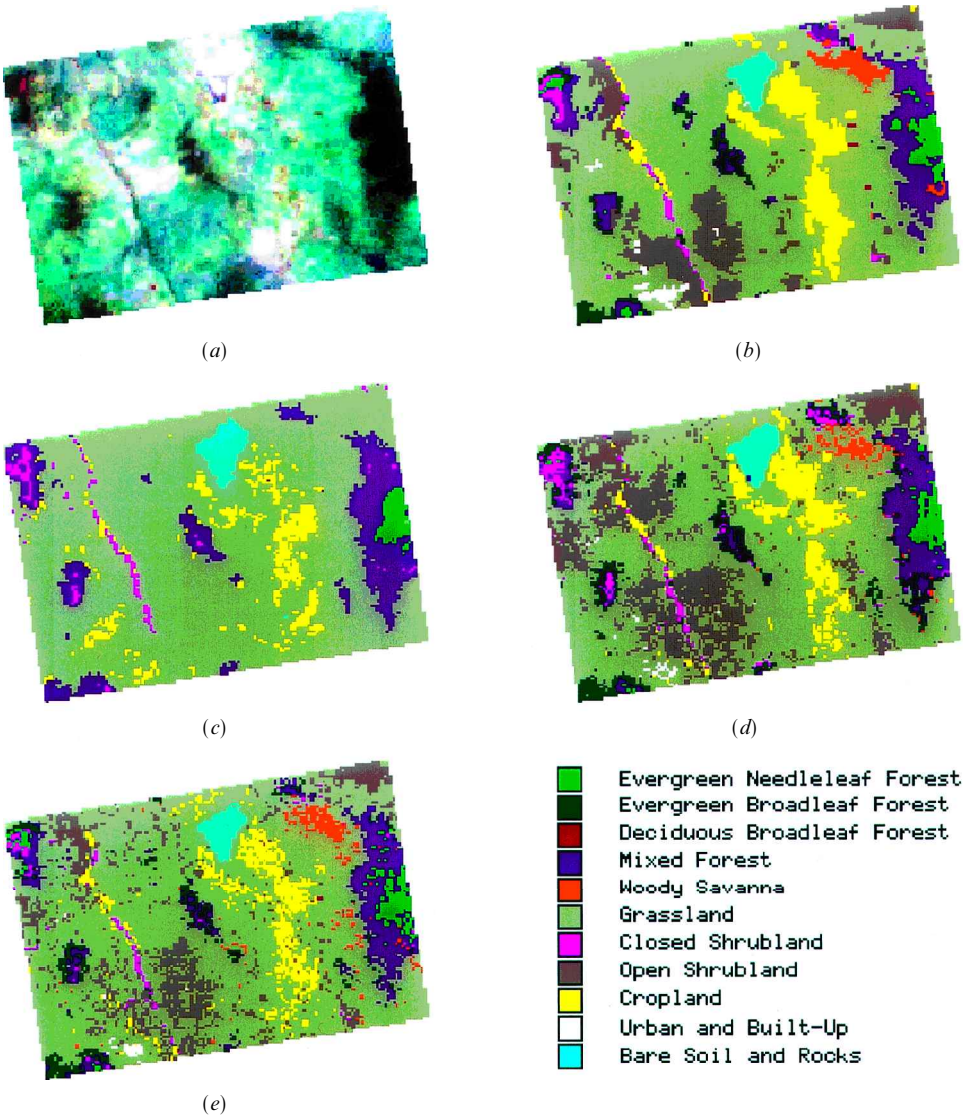 (a)
(b)
(c)
(d)
Evergreen Needleleaf Forest
Evergreen Broadleaf Forest
Deciduous Broadleaf Forest
Mixed Forest
Woody Savanna
Grassland
Closed Shrubland
Open Shrubland
Cropland
Urban and Built-Up
Bare Soil and Rocks
(e)